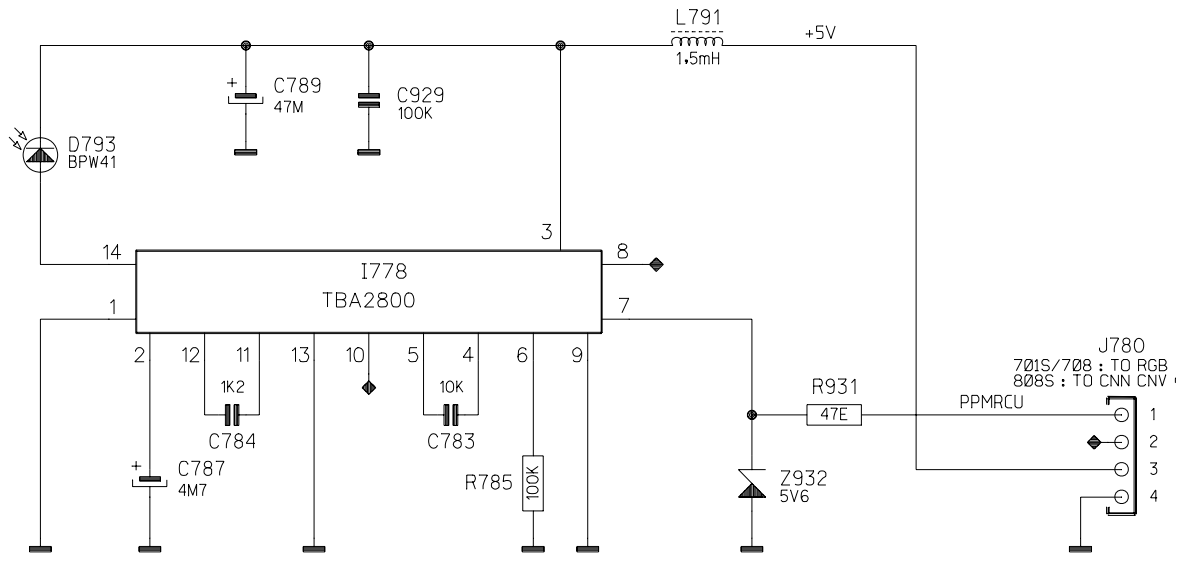 L791
+5V
1,5mH
+
C789
47M
C929
100K
D793
BPW41
3
14
8
I778
TBA2800
1
7
2
12
11
13
10
5
4
6
9
J780
701S/708 : TO RGB
808S : TO CNN CNV
1K2
10K
R931
47E
PPMRCU
1
C784
C783
2
+
C787
4M7
R785
100K
Z932
5V6
3
4